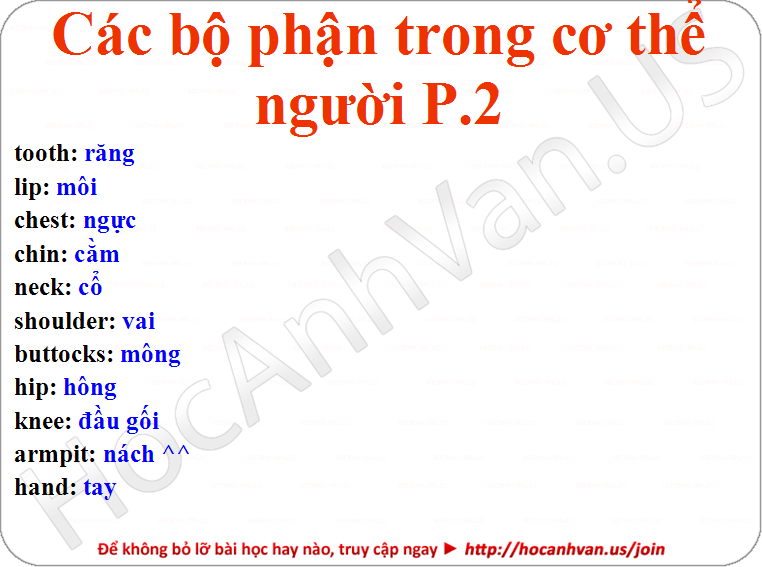 Các bộ phận trong cơ thể
người P.2
tooth: răng
lip: môi
chest: ngực
chin: cằm
neck: cổ
shoulder: vai
buttocks: mông
hip: hông
knee: đầu gối
armpit: nách ^^
hand: tay
HocAnhVan.US
Để không bỏ lỡ bài học hay nào, truy cập ngay ► http://hocanhvan.us/join